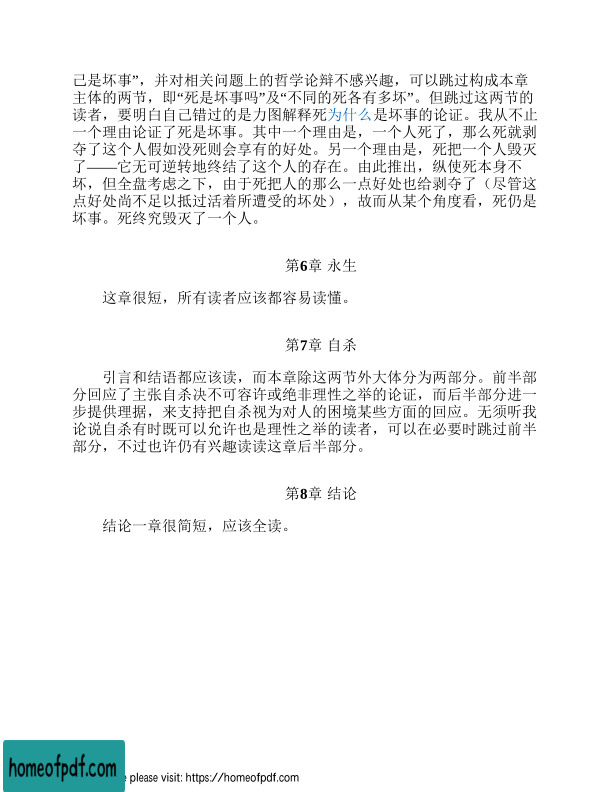 己是坏事”，并对相关问题上的哲学论辩不感兴趣，可以跳过构成本章
主体的两节，即“死是坏事吗”及“不同的死各有多坏”。但跳过这两节的
读者，要明白自己错过的是力图解释死为什么是坏事的论证。我从不止
一个理由论证了死是坏事。其中一个理由是，一个人死了，那么死就剥
夺了这个人假如没死则会享有的好处。另一个理由是，死把一个人毁灭
了——它无可逆转地终结了这个人的存在。由此推出，纵使死本身不
坏，但全盘考虑之下，由于死把人的那么一点好处也给剥夺了（尽管这
点好处尚不足以抵过活着所遭受的坏处），故而从某个角度看，死仍是
坏事。死终究毁灭了一个人。
第6章 永生
这章很短，所有读者应该都容易读懂。
第7章 自杀
引言和结语都应该读，而本章除这两节外大体分为两部分。前半部
分回应了主张自杀决不可容许或绝非理性之举的论证，而后半部分进一
步提供理据，来支持把自杀视为对人的困境某些方面的回应。无须听我
论说自杀有时既可以允许也是理性之举的读者，可以在必要时跳过前半
部分，不过也许仍有兴趣读读这章后半部分。
第8章 结论
结论一章很简短，应该全读。
homeofpdf.com
e please visit: https://homeofpdf.com